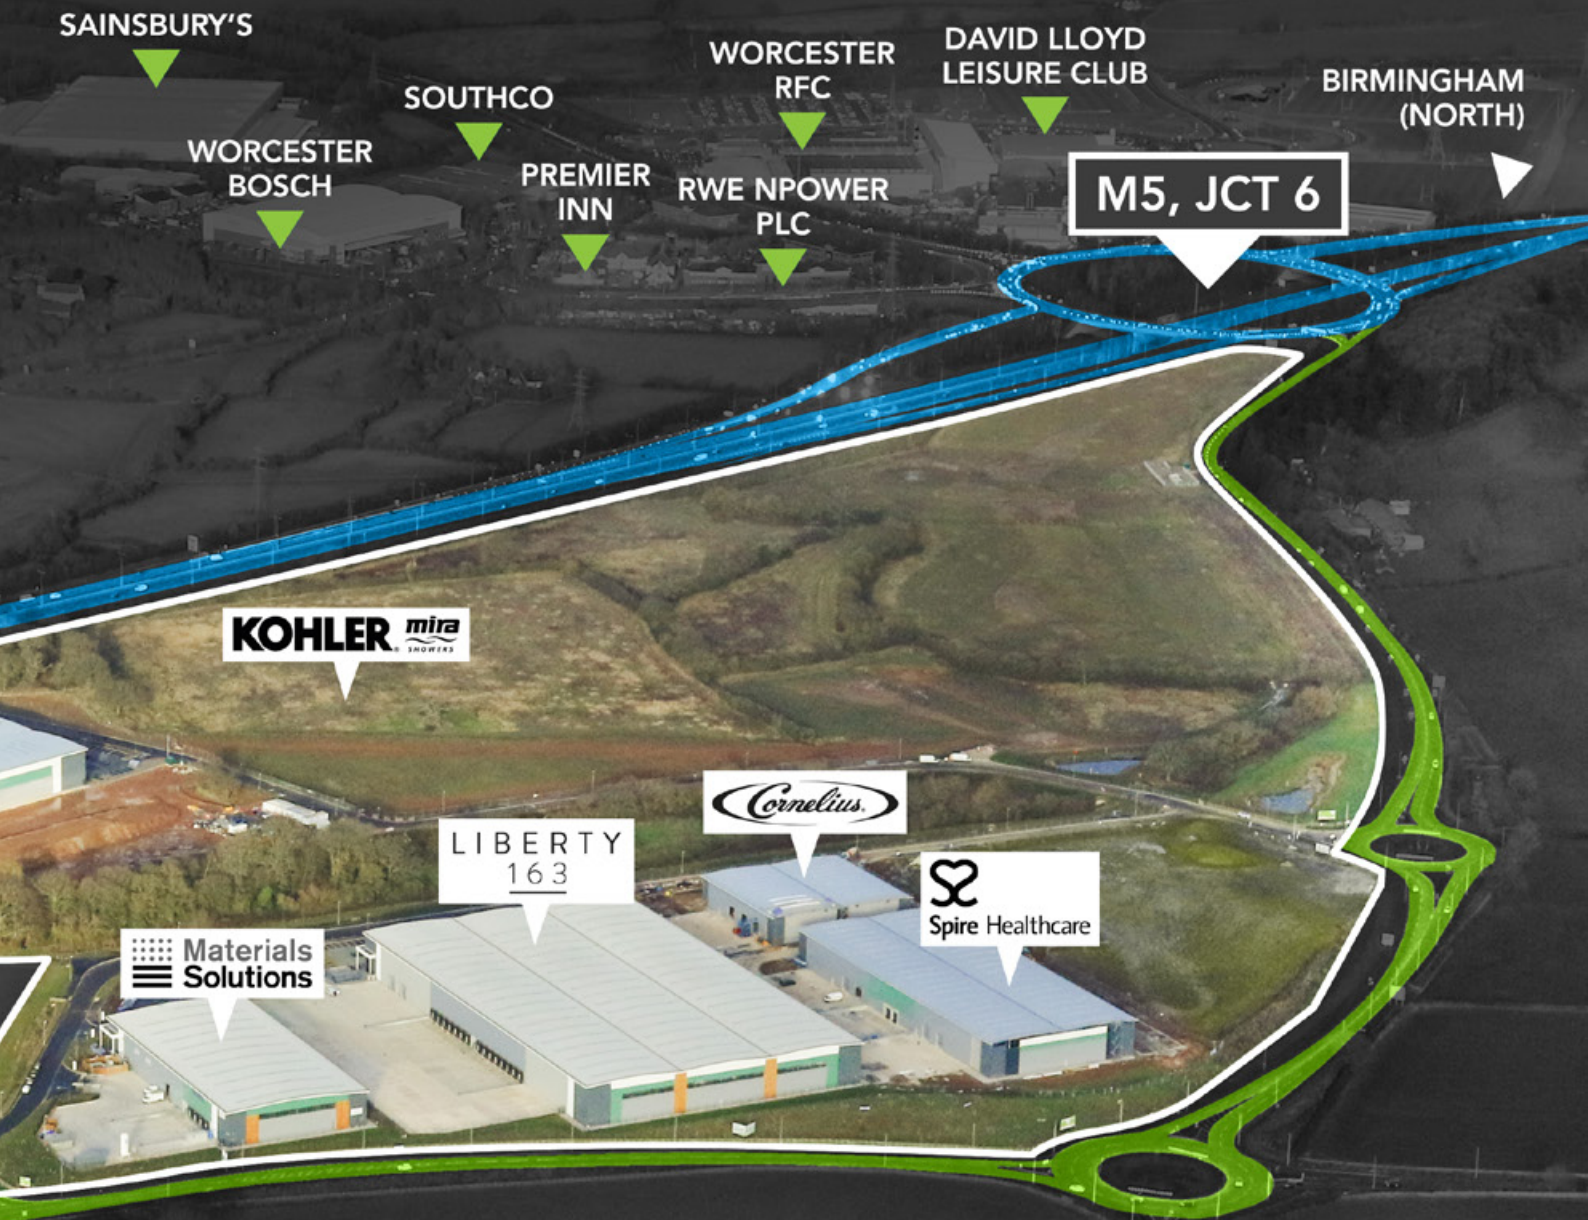 SAINSBURY'S
SOUTHCO
WORCESTER
BOSCH
WORCESTER
RFC
DAVID LLOYD
LEISURE CLUB
BIRMINGHAM
(NORTH)
PREMIER
INN
RWE NPOWER
PLC
M5, JCT 6
KOHLER® mira
SHOWERS
Cornelius®
LIBERTY
163
Spire Healthcare
Materials
Solutions